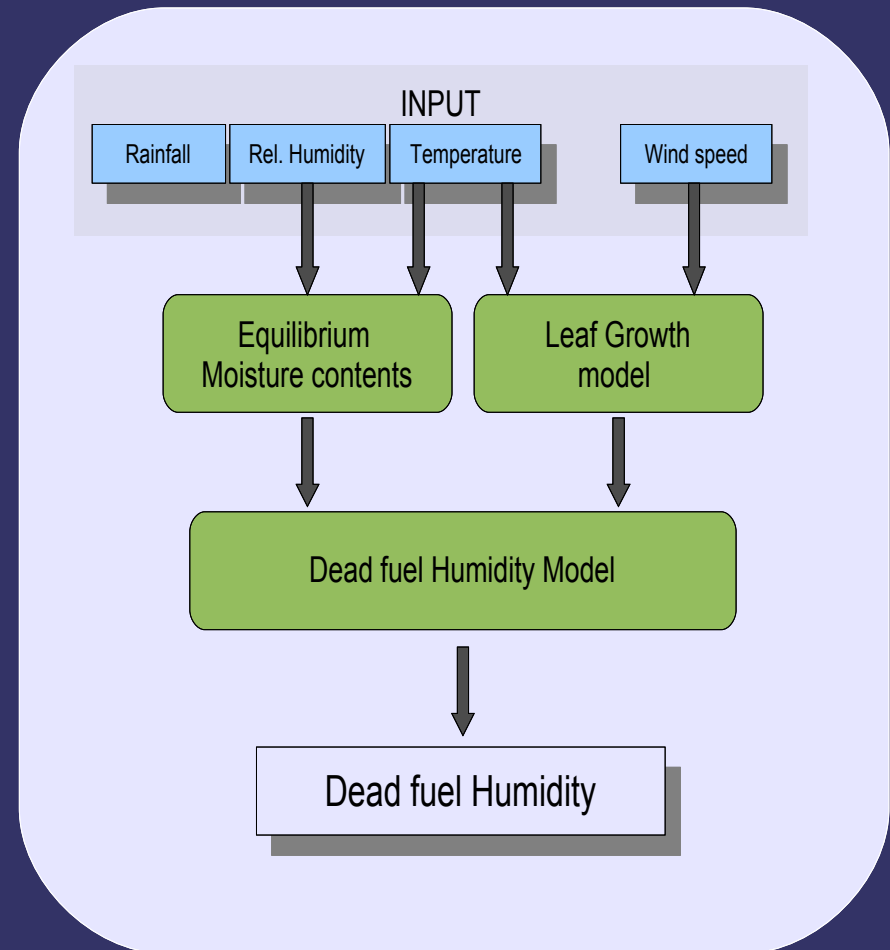 INPUT
Rainfall
Rel. Humidity
Temperature
Wind speed
Equilibrium
Moisture contents
Leaf Growth
model
Dead fuel Humidity Model
Dead fuel Humidity